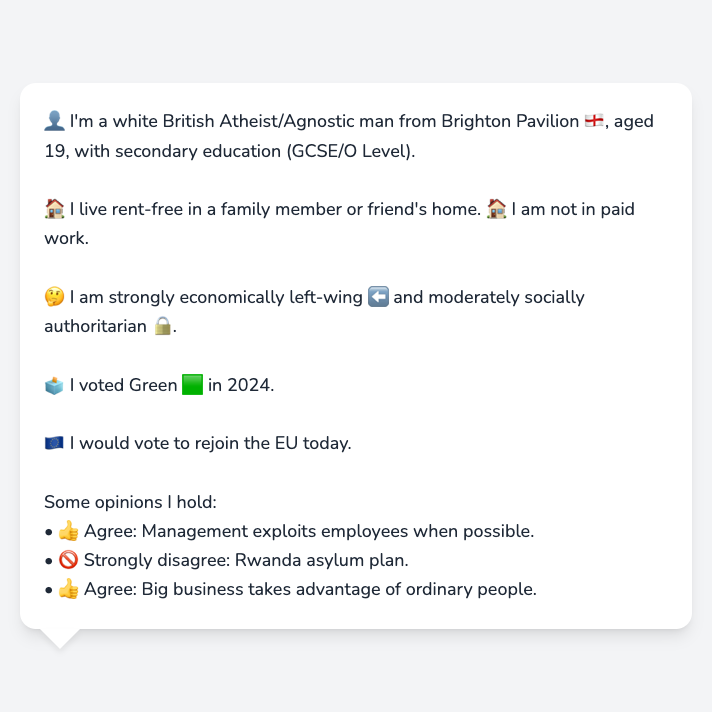 👤 I'm a white British Atheist/Agnostic man from Brighton Pavilion 🏴󠁧󠁢󠁥󠁮󠁧󠁿, aged
19, with secondary education (GCSE/O Level).
🏠 I live rent-free in a family member or friend's home. 🏠 I am not in paid
work.
🤔 I am strongly economically left-wing ⬅️ and moderately socially
authoritarian 🔒.
🗳️ I voted Green 🟩 in 2024.
🇪🇺 I would vote to rejoin the EU today.
Some opinions I hold:
• 👍 Agree: Management exploits employees when possible.
• 🚫 Strongly disagree: Rwanda asylum plan.
• 👍 Agree: Big business takes advantage of ordinary people.